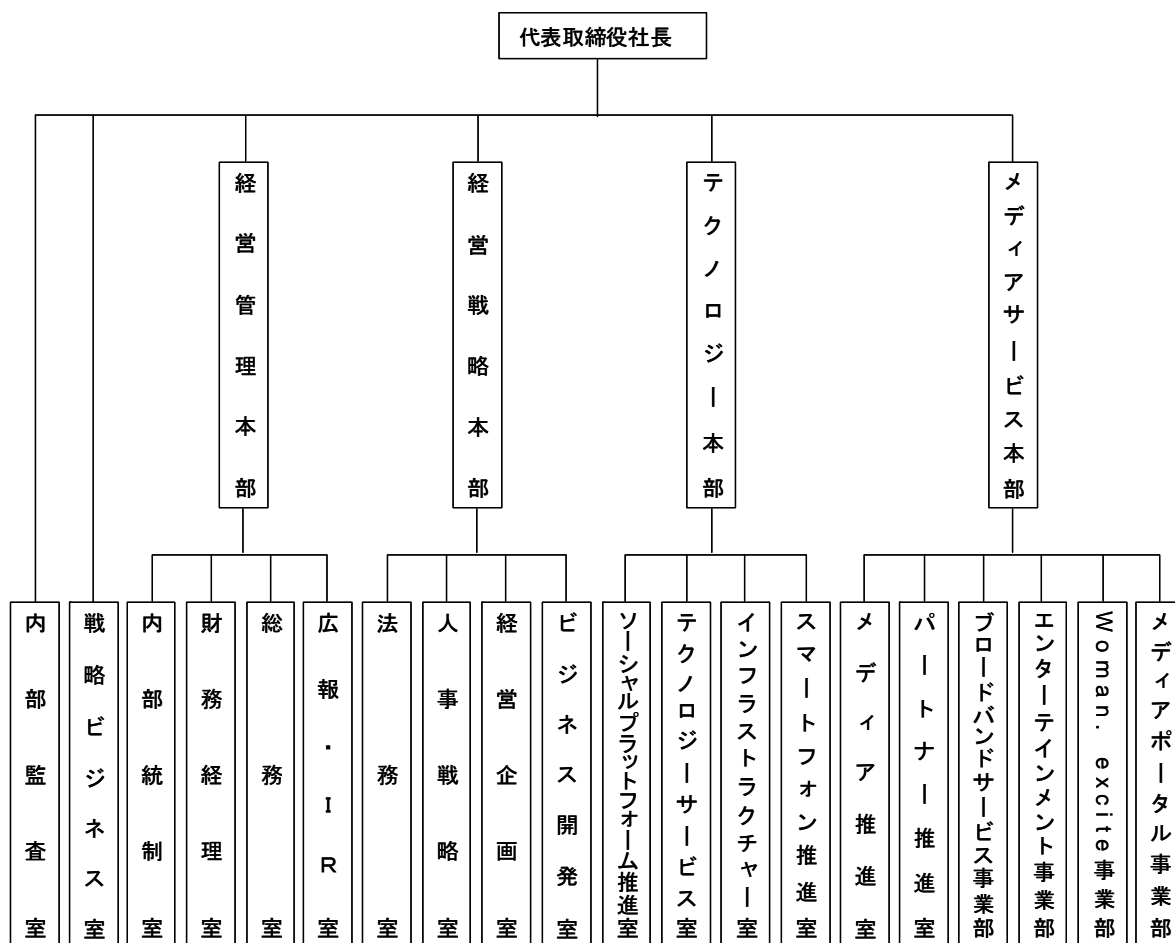 代表取締役社長
経営管理本部
経営戦略本部
テクノロジー本部
メディアサービス本部
内部監査室
戦略ビジネス室
内部統制室
財務経理室
総務室
広報・IR室
法務室
人事戦略室
経営企画室
ビジネス開発室
ソーシャルプラットフォーム推進室
テクノロジーサービス室
インフラストラクチャー室
スマートフォン推進室
メディア推進室
パートナー推進室
ブロードバンドサービス事業部
エンターテインメント事業部
Woman. excite事業部
メディアポータル事業部